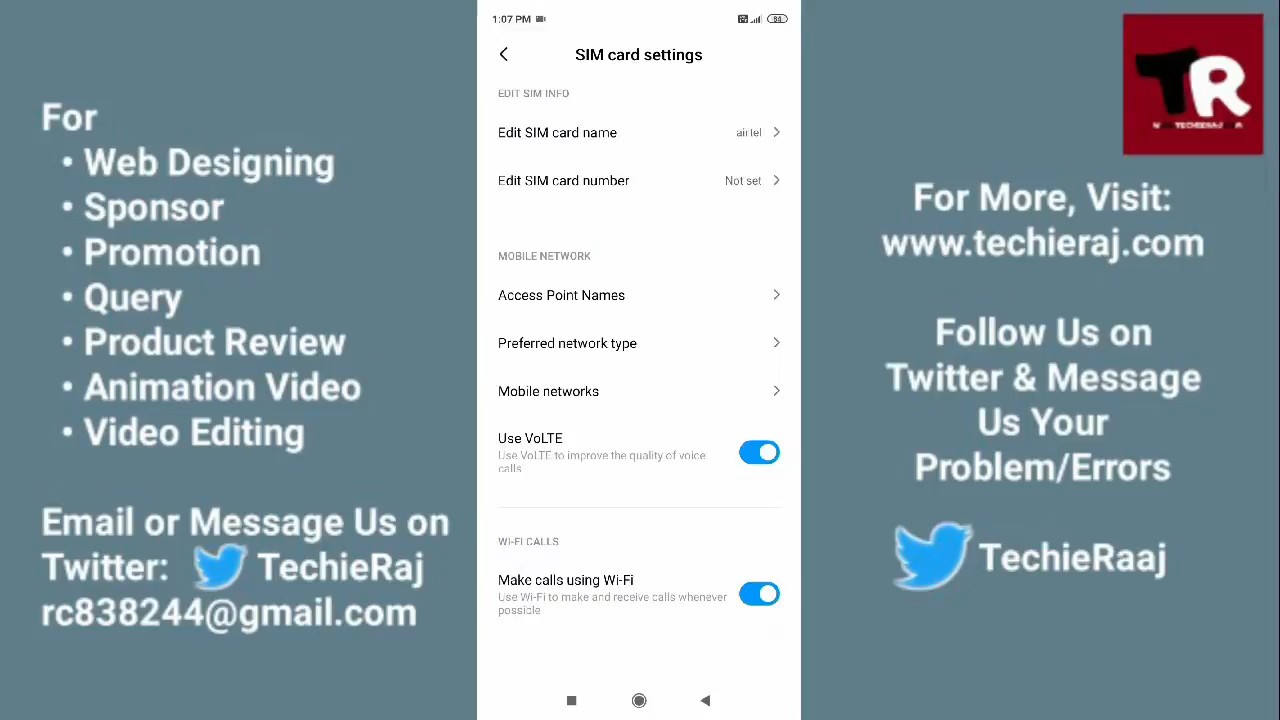 For
• Web Designing
• Sponsor
• Promotion
• Query
• Product Review
• Animation Video
• Video Editing
Email or Message Us on
Twitter: TechieRaj
rc838244@gmail.com
1:07 PM
64
SIM card settings
EDIT SIM INFO
Edit SIM card name airtel
Edit SIM card number Not set
MOBILE NETWORK
Access Point Names
Preferred network type
Mobile networks
Use VoLTE
Use VoLTE to improve the quality of voice
calls
WI-FI CALLS
Make calls using Wi-Fi
Use Wi-Fi to make and receive calls whenever
possible
TR
For More, Visit:
www.techieraj.com
Follow Us on
Twitter & Message
Us Your
Problem/Errors
TechieRaaj